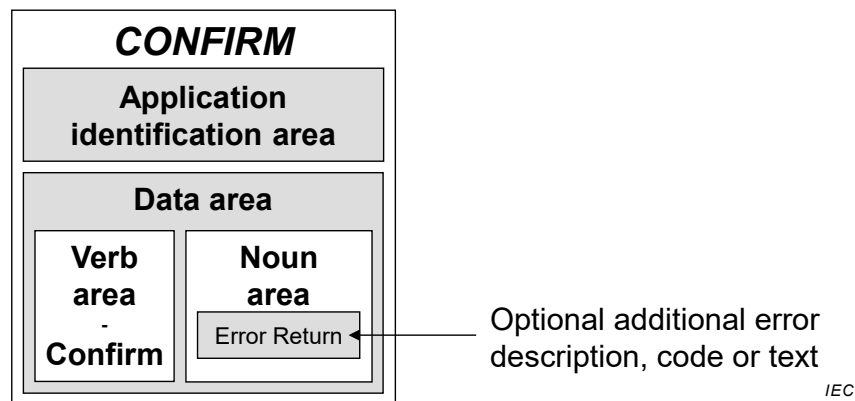 CONFIRM
Application
identification area
Data area
Verb
area
-
Confirm
Noun
area
Error Return
Optional additional error
description, code or text
IEC